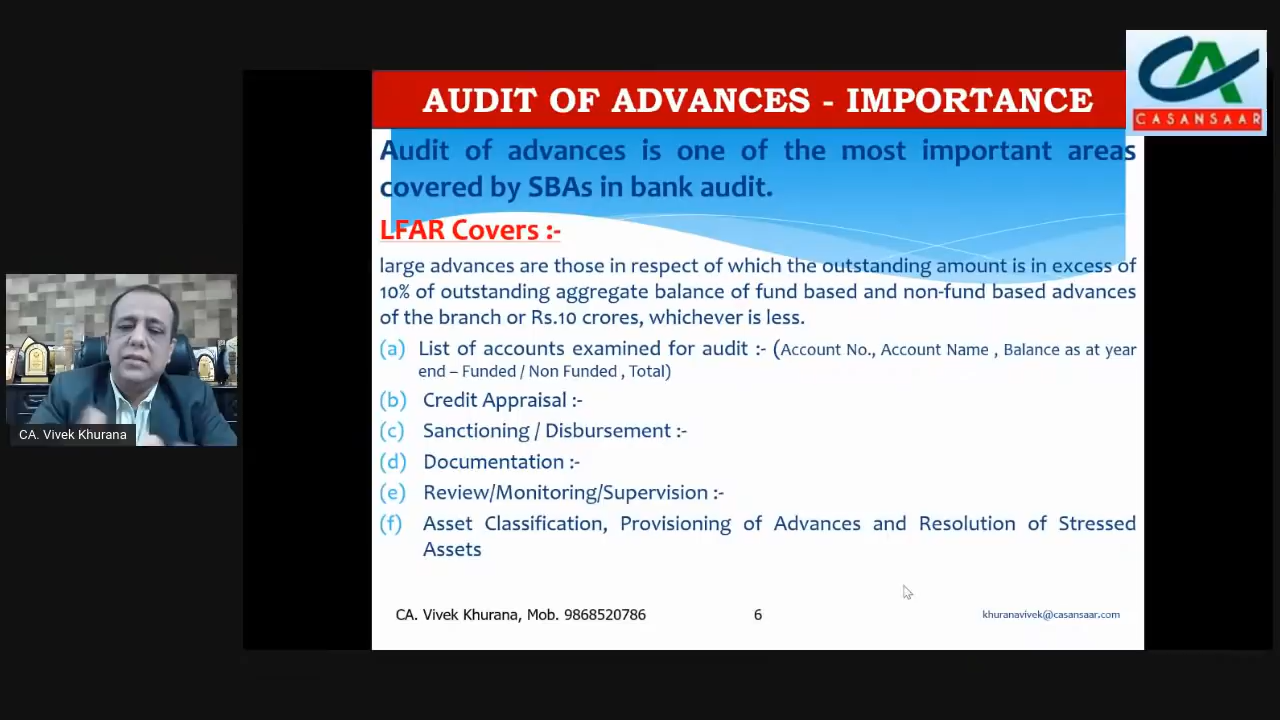 AUDIT OF ADVANCES - IMPORTANCE
CA
CASANSAAR
Audit of advances is one of the most important areas
covered by SBAs in bank audit.
LFAR Covers :-
large advances are those in respect of which the outstanding amount is in excess of
10% of outstanding aggregate balance of fund based and non-fund based advances
of the branch or Rs.10 crores, whichever is less.
(a) List of accounts examined for audit :- (Account No., Account Name , Balance as at year
end – Funded / Non Funded , Total)
(b) Credit Appraisal :-
(c) Sanctioning / Disbursement :-
(d) Documentation :-
(e) Review/Monitoring/Supervision :-
(f) Asset Classification, Provisioning of Advances and Resolution of Stressed
Assets
CA. Vivek Khurana, Mob. 9868520786 6 khuranavivek@casansaar.com
CA. Vivek Khurana